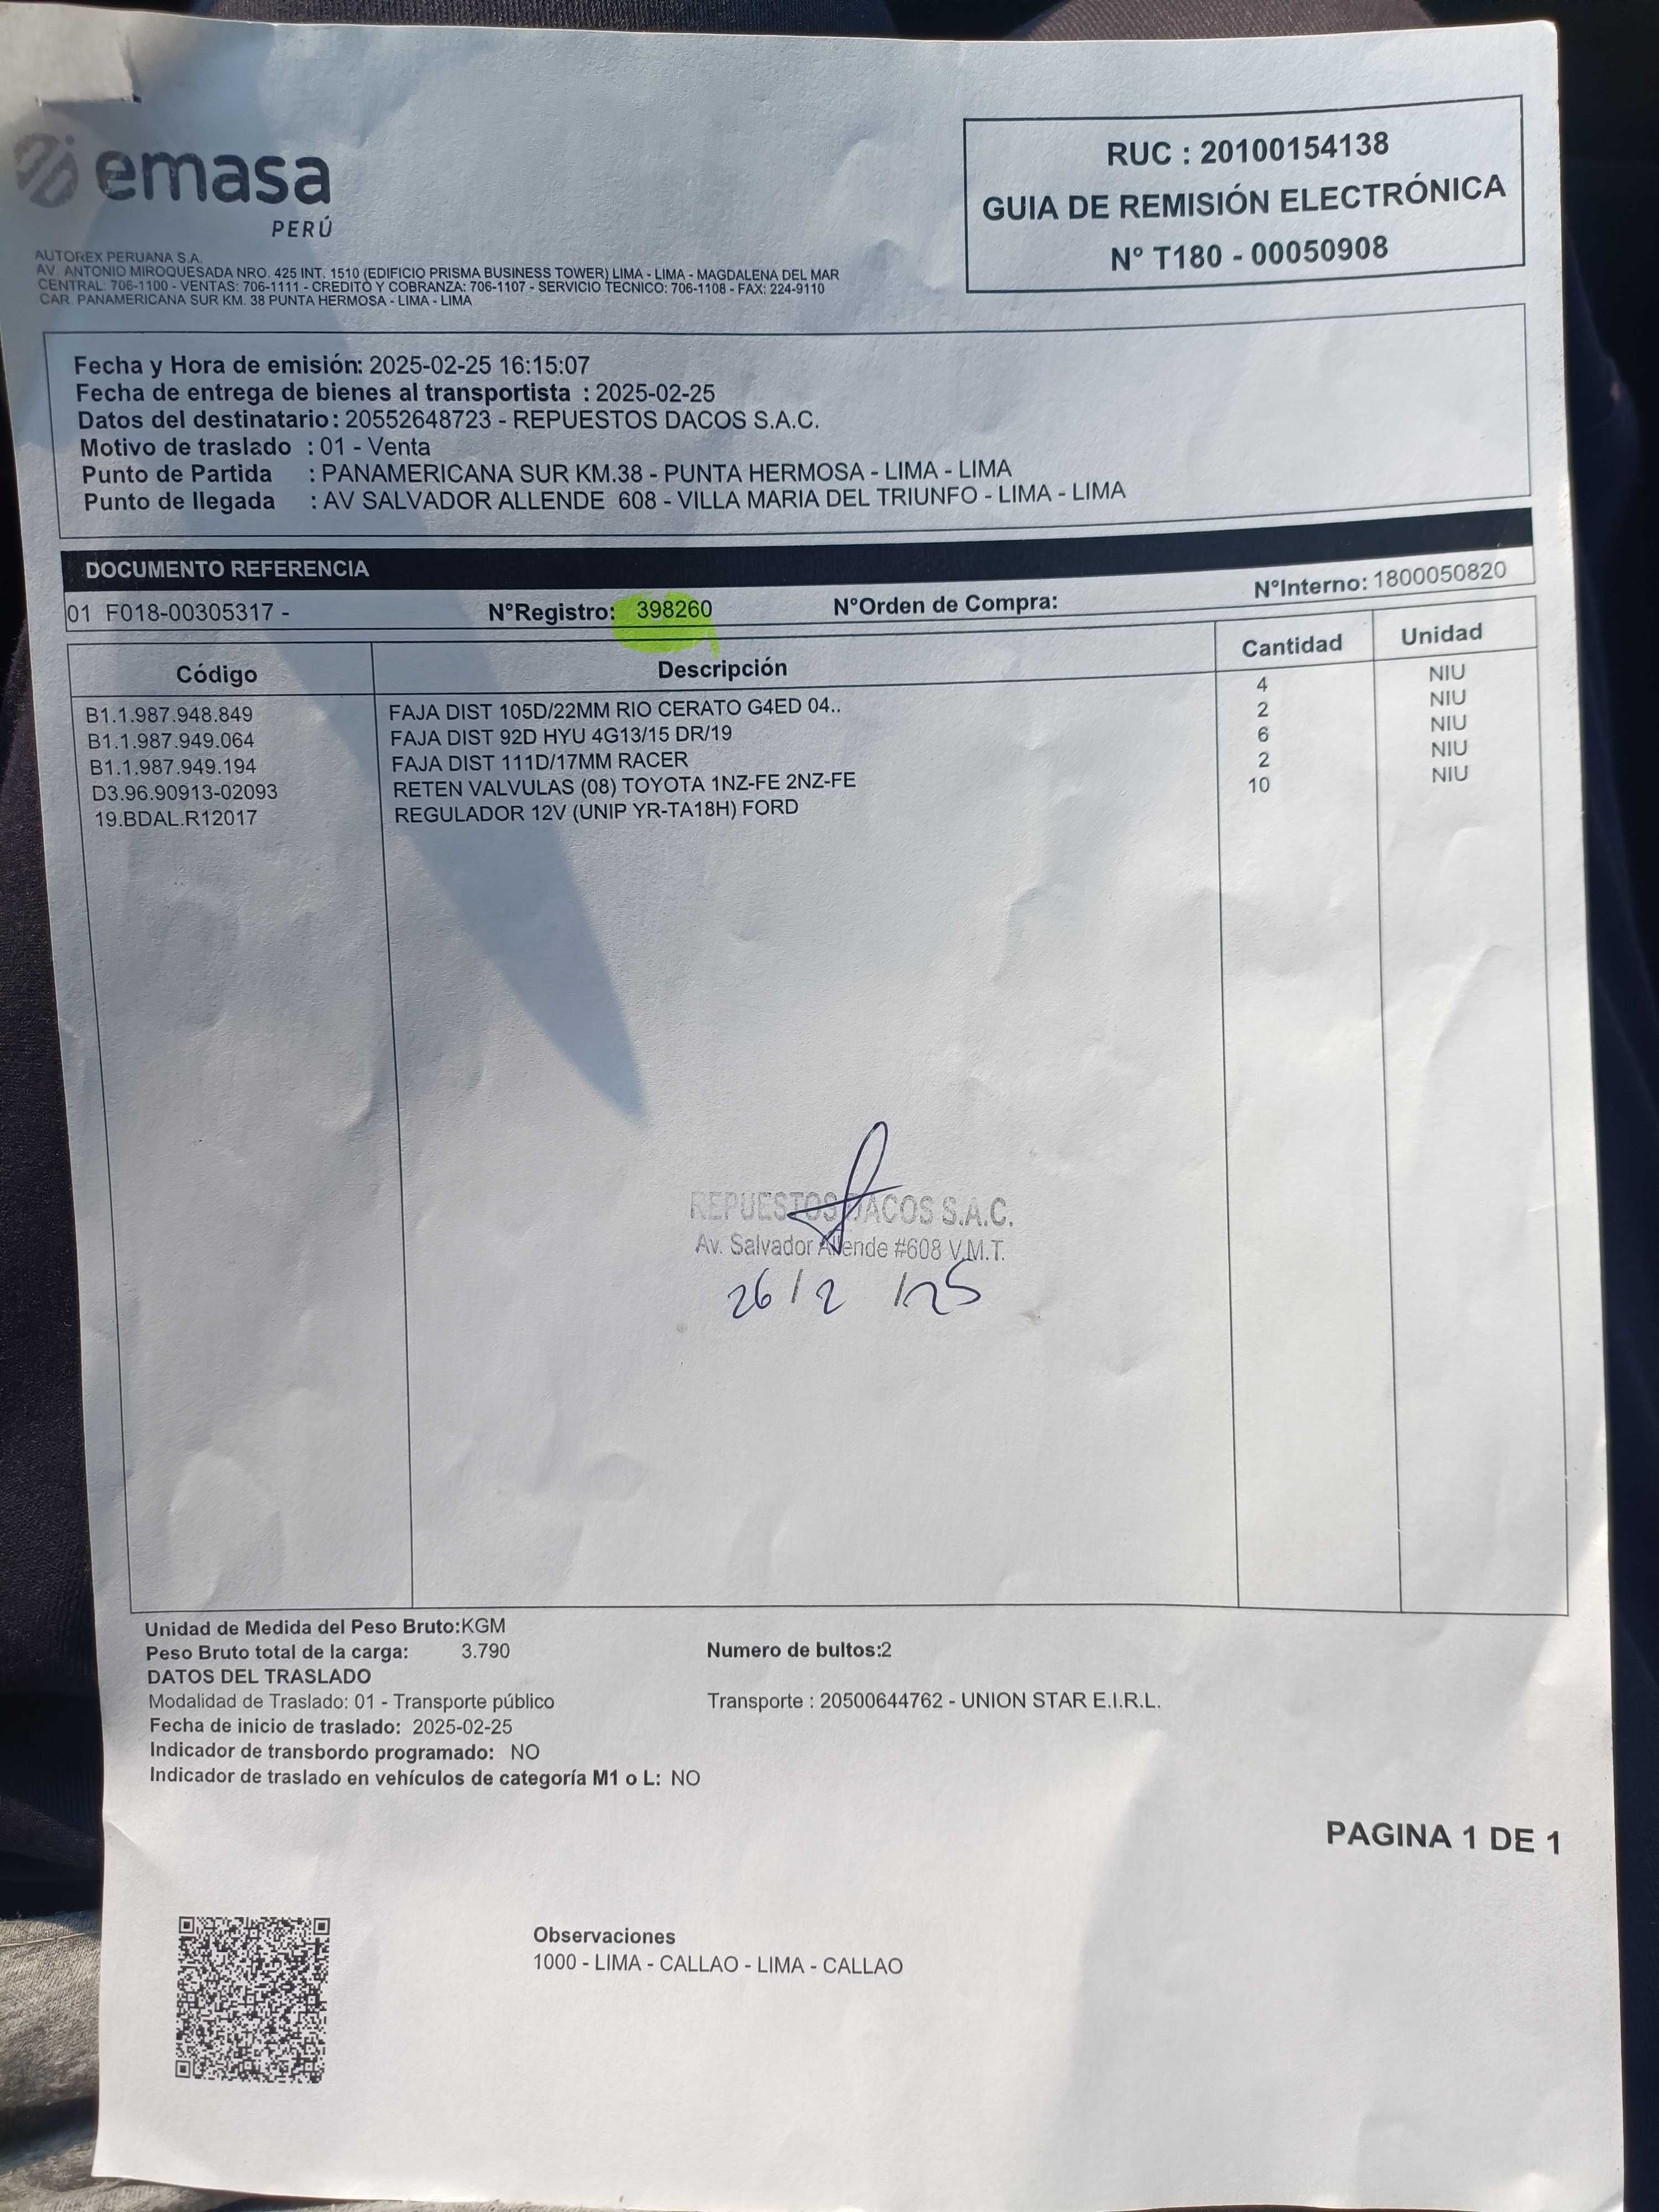 emasa
PERÚ
RUC : 20100154138
GUIA DE REMISIÓN ELECTRÓNICA
N° T180 - 00050908
AUTOREX PERUANA S.A.
AV. ANTONIO MIROQUESADA NRO. 425 INT. 1510 (EDIFICIO PRISMA BUSINESS TOWER) LIMA - LIMA - MAGDALENA DEL MAR
CENTRAL: 706-1100 - VENTAS: 706-1111 - CREDITO Y COBRANZA: 706-1107 - SERVICIO TECNICO: 706-1108 - FAX: 224-9110
CAR. PANAMERICANA SUR KM. 38 PUNTA HERMOSA - LIMA - LIMA
Fecha y Hora de emisión: 2025-02-25 16:15:07
Fecha de entrega de bienes al transportista : 2025-02-25
Datos del destinatario: 20552648723 - REPUESTOS DACOS S.A.C.
Motivo de traslado : 01 - Venta
Punto de Partida : PANAMERICANA SUR KM.38 - PUNTA HERMOSA - LIMA - LIMA
Punto de llegada : AV SALVADOR ALLENDE 608 - VILLA MARIA DEL TRIUNFO - LIMA - LIMA
DOCUMENTO REFERENCIA
01 F018-00305317 - N°Registro: 398260 N°Orden de Compra: N°Interno: 1800050820
Código Descripción Cantidad Unidad
B1.1.987.948.849 FAJA DIST 105D/22MM RIO CERATO G4ED 04.. 4 NIU
B1.1.987.949.064 FAJA DIST 92D HYU 4G13/15 DR/19 2 NIU
B1.1.987.949.194 FAJA DIST 111D/17MM RACER 6 NIU
D3.96.90913-02093 RETEN VALVULAS (08) TOYOTA 1NZ-FE 2NZ-FE 2 NIU
19.BDAL.R12017 REGULADOR 12V (UNIP YR-TA18H) FORD 10 NIU
REPUESTOS DACOS S.A.C.
Av. Salvador Allende #608 V.M.T.
26/2/25
Unidad de Medida del Peso Bruto:KGM
Peso Bruto total de la carga: 3.790 Numero de bultos:2
DATOS DEL TRASLADO
Modalidad de Traslado: 01 - Transporte público Transporte : 20500644762 - UNION STAR E.I.R.L.
Fecha de inicio de traslado: 2025-02-25
Indicador de transbordo programado: NO
Indicador de traslado en vehículos de categoría M1 o L: NO
PAGINA 1 DE 1
Observaciones
1000 - LIMA - CALLAO - LIMA - CALLAO